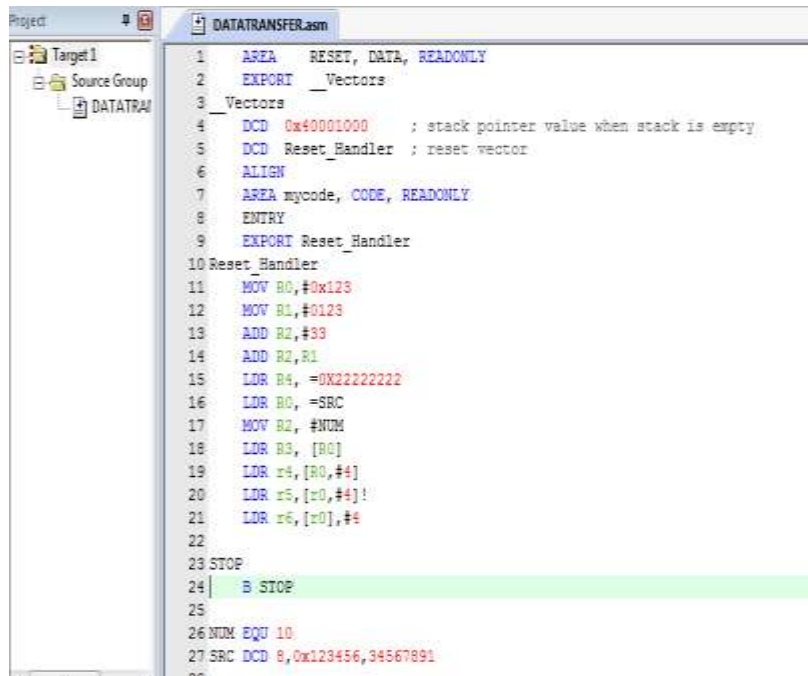 Project
DATATRANSFER.asm
Target 1
Source Group
DATATRAI
1 AREA RESET, DATA, READONLY
2 EXPORT __Vectors
3 __Vectors
4 DCD 0x40001000 ; stack pointer value when stack is empty
5 DCD Reset_Handler ; reset vector
6 ALIGN
7 AREA mycode, CODE, READONLY
8 ENTRY
9 EXPORT Reset_Handler
10 Reset_Handler
11 MOV R0,#0x123
12 MOV R1,#0123
13 ADD R2,#33
14 ADD R2,R1
15 LDR R4, =0X22222222
16 LDR R0, =SRC
17 MOV R2, #NUM
18 LDR R3, [R0]
19 LDR r4,[R0,#4]
20 LDR r5,[r0,#4]!
21 LDR r6,[r0],#4
22
23 STOP
24 B STOP
25
26 NUM EQU 10
27 SRC DCD 8,0x123456,34567891